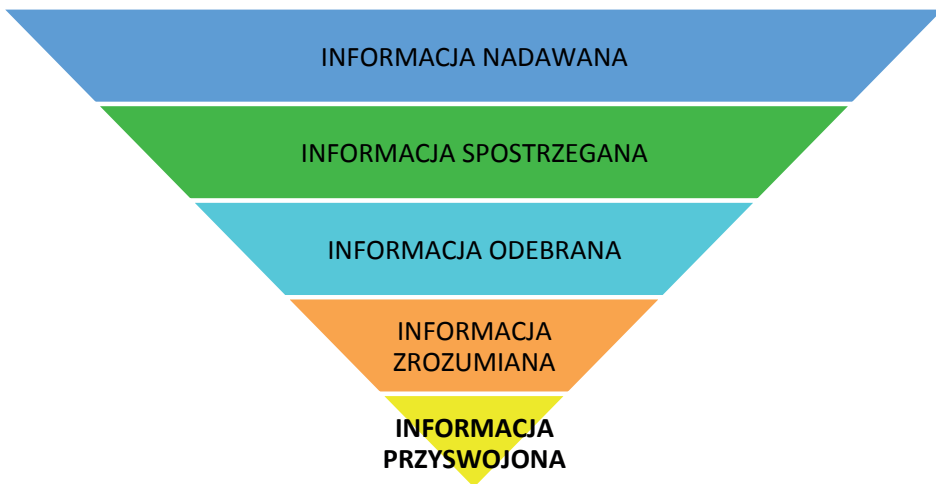 INFORMACJA NADAWANA
INFORMACJA SPOSTRZEGANA
INFORMACJA ODEBRANA
INFORMACJA
ZROZUMIANA
INFORMACJA
PRZYSWOJONA